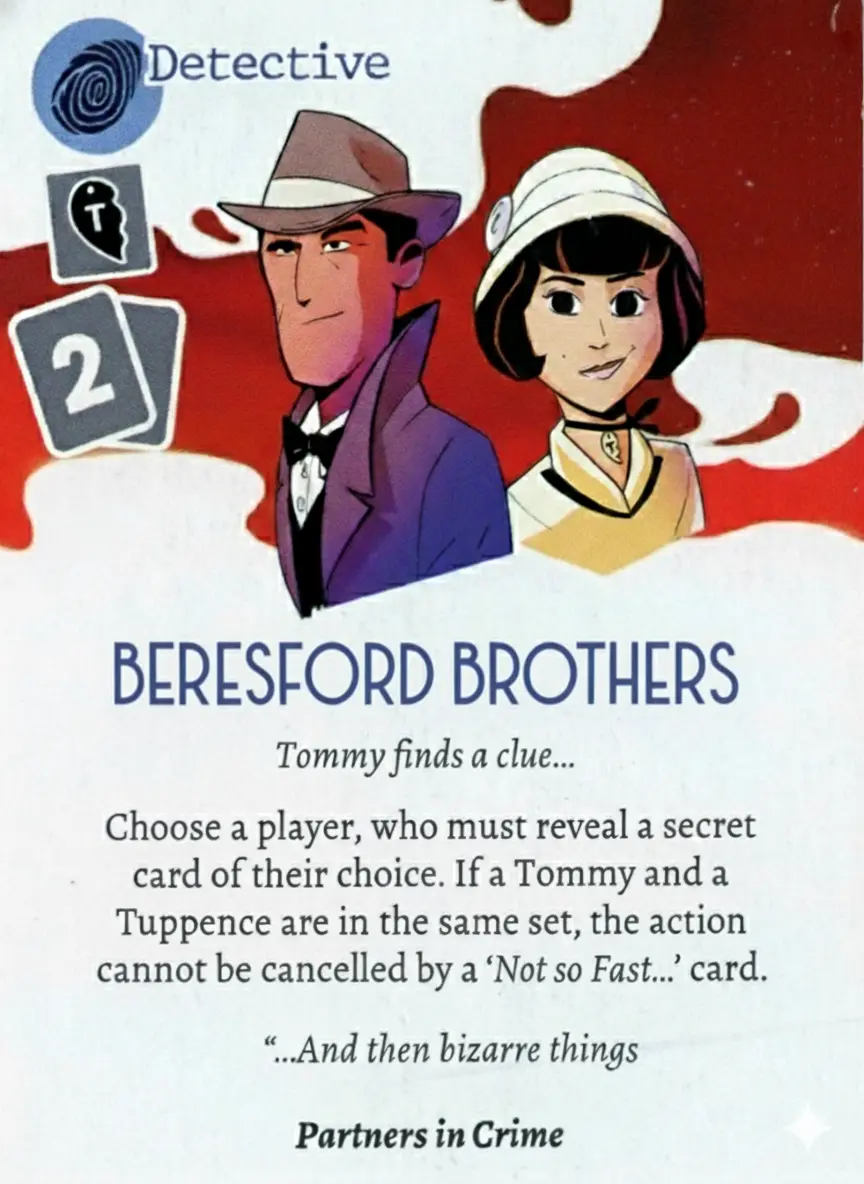 Detective
T
2
BERESFORD BROTHERS
Tommy finds a clue...
Choose a player, who must reveal a secret
card of their choice. If a Tommy and a
Tuppence are in the same set, the action
cannot be cancelled by a ‘Not so Fast...’ card.
“...And then bizarre things
Partners in Crime